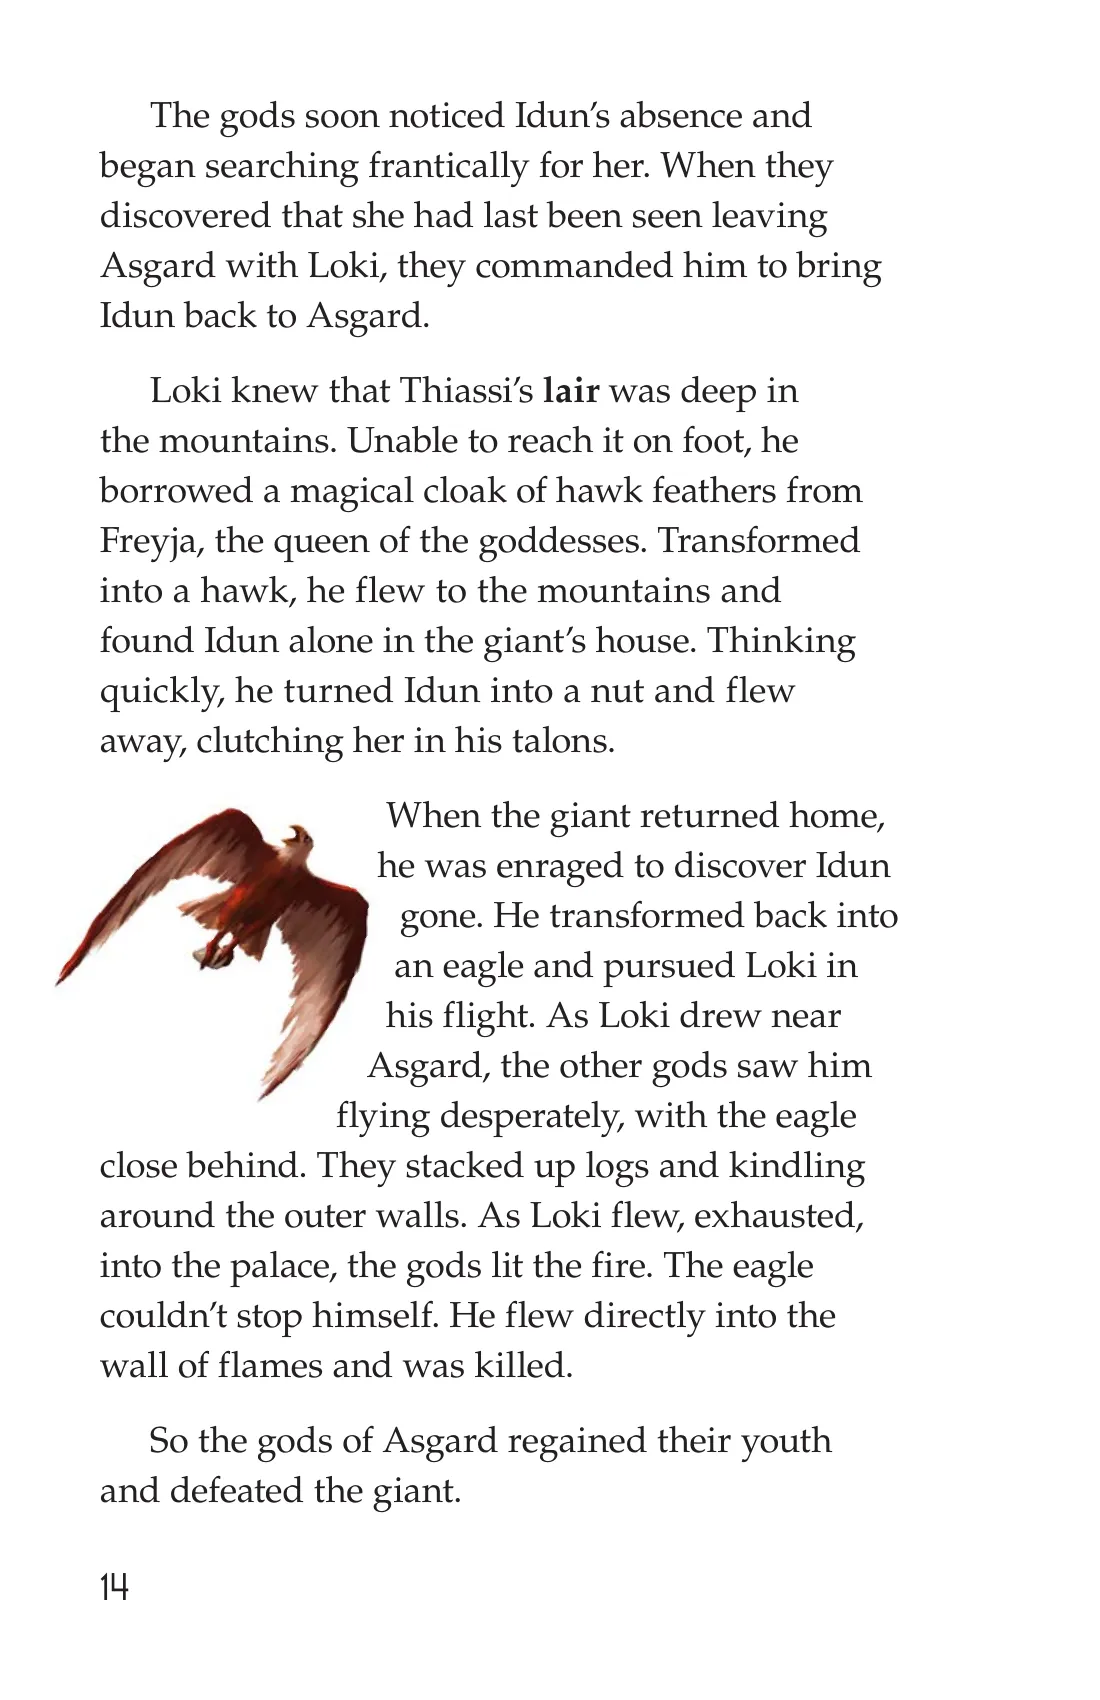 The gods soon noticed Idun’s absence and
began searching frantically for her. When they
discovered that she had last been seen leaving
Asgard with Loki, they commanded him to bring
Idun back to Asgard.
Loki knew that Thiassi’s lair was deep in
the mountains. Unable to reach it on foot, he
borrowed a magical cloak of hawk feathers from
Freyja, the queen of the goddesses. Transformed
into a hawk, he flew to the mountains and
found Idun alone in the giant’s house. Thinking
quickly, he turned Idun into a nut and flew
away, clutching her in his talons.
When the giant returned home,
he was enraged to discover Idun
gone. He transformed back into
an eagle and pursued Loki in
his flight. As Loki drew near
Asgard, the other gods saw him
flying desperately, with the eagle
close behind. They stacked up logs and kindling
around the outer walls. As Loki flew, exhausted,
into the palace, the gods lit the fire. The eagle
couldn’t stop himself. He flew directly into the
wall of flames and was killed.
So the gods of Asgard regained their youth
and defeated the giant.
14